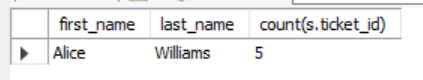 first_name last_name count(s.ticket_id)
Alice Williams 5